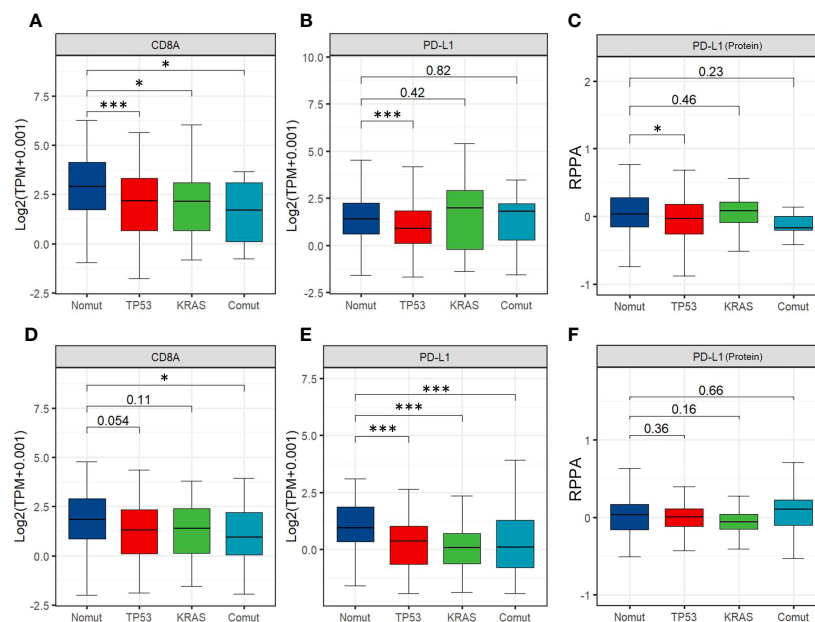 A
CD8A
*
*
***
Log2(TPM+0.001)
7.5
5.0
2.5
0.0
-2.5
Nomut TP53 KRAS Comut
B
PD-L1
0.82
0.42
***
Log2(TPM+0.001)
10.0
7.5
5.0
2.5
0.0
-2.5
Nomut TP53 KRAS Comut
C
PD-L1 (Protein)
0.23
0.46
*
RPPA
2
1
0
-1
Nomut TP53 KRAS Comut
D
CD8A
*
0.11
0.054
Log2(TPM+0.001)
7.5
5.0
2.5
0.0
-2.5
Nomut TP53 KRAS Comut
E
PD-L1
***
***
***
Log2(TPM+0.001)
7.5
5.0
2.5
0.0
Nomut TP53 KRAS Comut
F
PD-L1 (Protein)
0.66
0.16
0.36
RPPA
1
0
-1
Nomut TP53 KRAS Comut